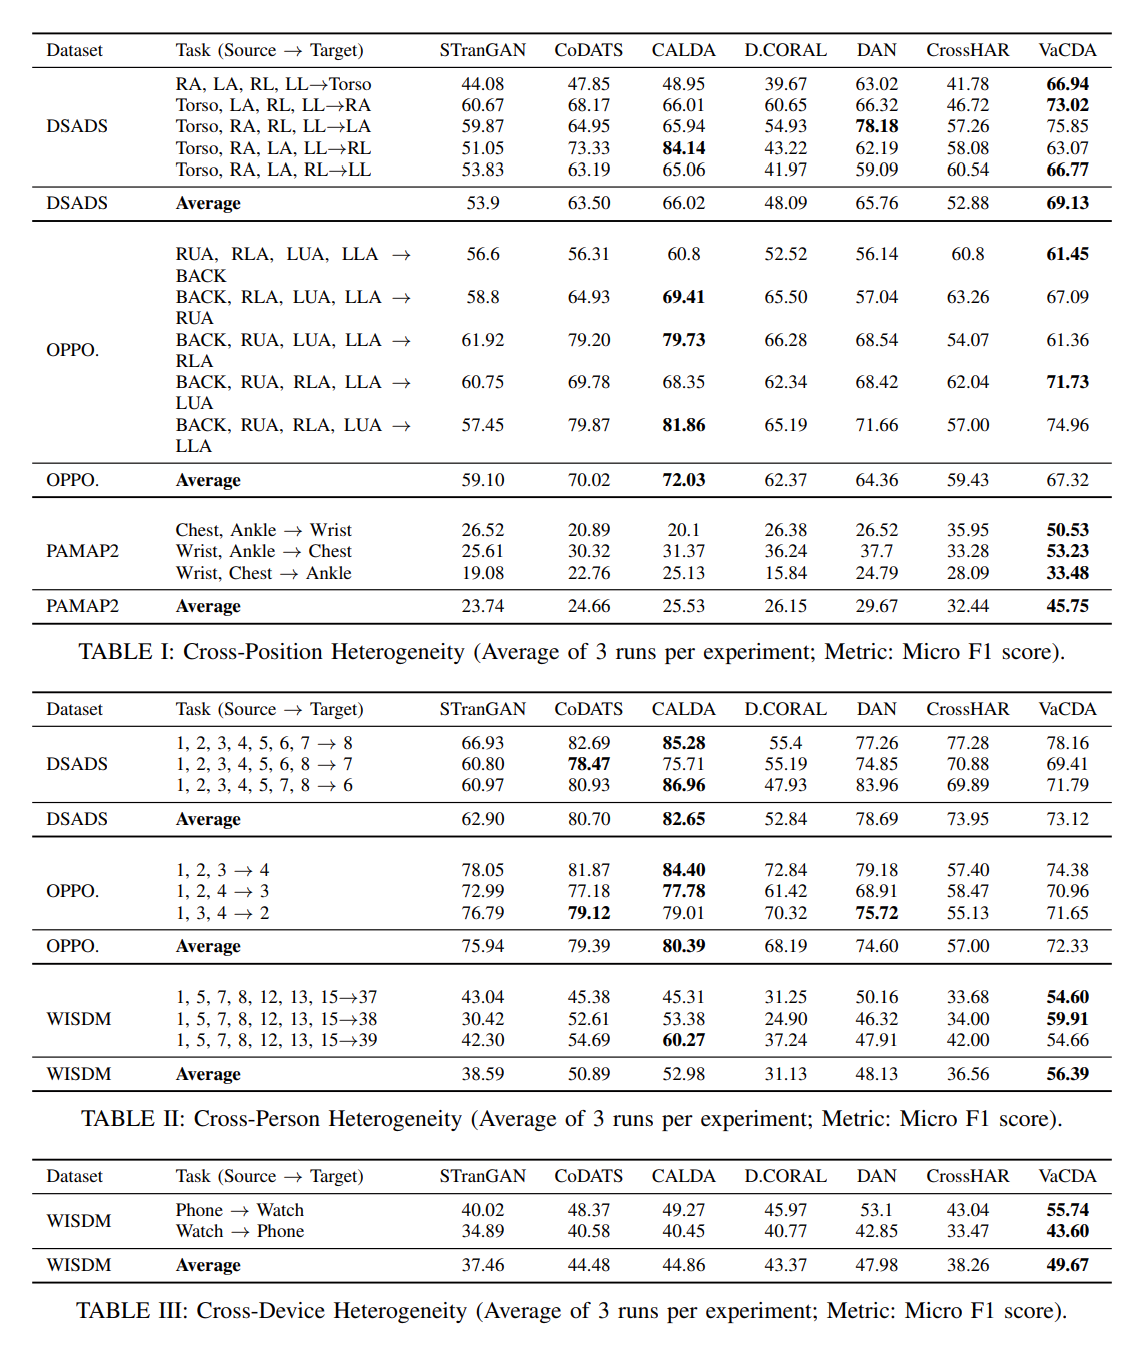 Dataset Task (Source → Target) STranGAN CoDATS CALDA D.CORAL DAN CrossHAR VaCDA
RA, LA, RL, LL→Torso 44.08 47.85 48.95 39.67 63.02 41.78 66.94
Torso, LA, RL, LL→RA 60.67 68.17 66.01 60.65 66.32 46.72 73.02
DSADS Torso, RA, RL, LL→LA 59.87 64.95 65.94 54.93 78.18 57.26 75.85
Torso, RA, LA, LL→RL 51.05 73.33 84.14 43.22 62.19 58.08 63.07
Torso, RA, LA, RL→LL 53.83 63.19 65.06 41.97 59.09 60.54 66.77
DSADS Average 53.9 63.50 66.02 48.09 65.76 52.88 69.13
RUA, RLA, LUA, LLA → 56.6 56.31 60.8 52.52 56.14 60.8 61.45
BACK
BACK, RLA, LUA, LLA → 58.8 64.93 69.41 65.50 57.04 63.26 67.09
RUA
BACK, RUA, LUA, LLA → 61.92 79.20 79.73 66.28 68.54 54.07 61.36
OPPO.
RLA
BACK, RUA, RLA, LLA → 60.75 69.78 68.35 62.34 68.42 62.04 71.73
LUA
BACK, RUA, RLA, LUA → 57.45 79.87 81.86 65.19 71.66 57.00 74.96
LLA
OPPO. Average 59.10 70.02 72.03 62.37 64.36 59.43 67.32
Chest, Ankle → Wrist 26.52 20.89 20.1 26.38 26.52 35.95 50.53
PAMAP2 Wrist, Ankle → Chest 25.61 30.32 31.37 36.24 37.7 33.28 53.23
Wrist, Chest → Ankle 19.08 22.76 25.13 15.84 24.79 28.09 33.48
PAMAP2 Average 23.74 24.66 25.53 26.15 29.67 32.44 45.75
TABLE I: Cross-Position Heterogeneity (Average of 3 runs per experiment; Metric: Micro F1 score).
Dataset Task (Source → Target) STranGAN CoDATS CALDA D.CORAL DAN CrossHAR VaCDA
1, 2, 3, 4, 5, 6, 7 → 8 66.93 82.69 85.28 55.4 77.26 77.28 78.16
DSADS 1, 2, 3, 4, 5, 6, 8 → 7 60.80 78.47 75.71 55.19 74.85 70.88 69.41
1, 2, 3, 4, 5, 7, 8 → 6 60.97 80.93 86.96 47.93 83.96 69.89 71.79
DSADS Average 62.90 80.70 82.65 52.84 78.69 73.95 73.12
1, 2, 3 → 4 78.05 81.87 84.40 72.84 79.18 57.40 74.38
OPPO. 1, 2, 4 → 3 72.99 77.18 77.78 61.42 68.91 58.47 70.96
1, 3, 4 → 2 76.79 79.12 79.01 70.32 75.72 55.13 71.65
OPPO. Average 75.94 79.39 80.39 68.19 74.60 57.00 72.33
1, 5, 7, 8, 12, 13, 15→37 43.04 45.38 45.31 31.25 50.16 33.68 54.60
WISDM 1, 5, 7, 8, 12, 13, 15→38 30.42 52.61 53.38 24.90 46.32 34.00 59.91
1, 5, 7, 8, 12, 13, 15→39 42.30 54.69 60.27 37.24 47.91 42.00 54.66
WISDM Average 38.59 50.89 52.98 31.13 48.13 36.56 56.39
TABLE II: Cross-Person Heterogeneity (Average of 3 runs per experiment; Metric: Micro F1 score).
Dataset Task (Source → Target) STranGAN CoDATS CALDA D.CORAL DAN CrossHAR VaCDA
Phone → Watch 40.02 48.37 49.27 45.97 53.1 43.04 55.74
WISDM
Watch → Phone 34.89 40.58 40.45 40.77 42.85 33.47 43.60
WISDM Average 37.46 44.48 44.86 43.37 47.98 38.26 49.67
TABLE III: Cross-Device Heterogeneity (Average of 3 runs per experiment; Metric: Micro F1 score).